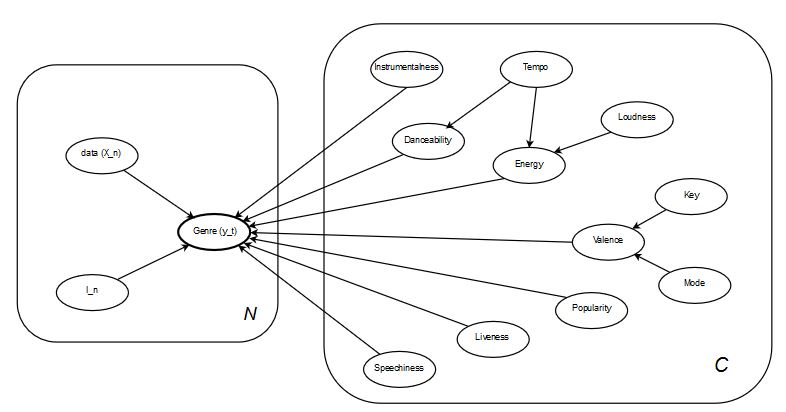 Instrumentalness
Tempo
Loudness
Danceability
data (X_n)
Energy
Key
Genre (y_t)
Valence
Mode
I_n
Popularity
N
Liveness
Speechiness
C